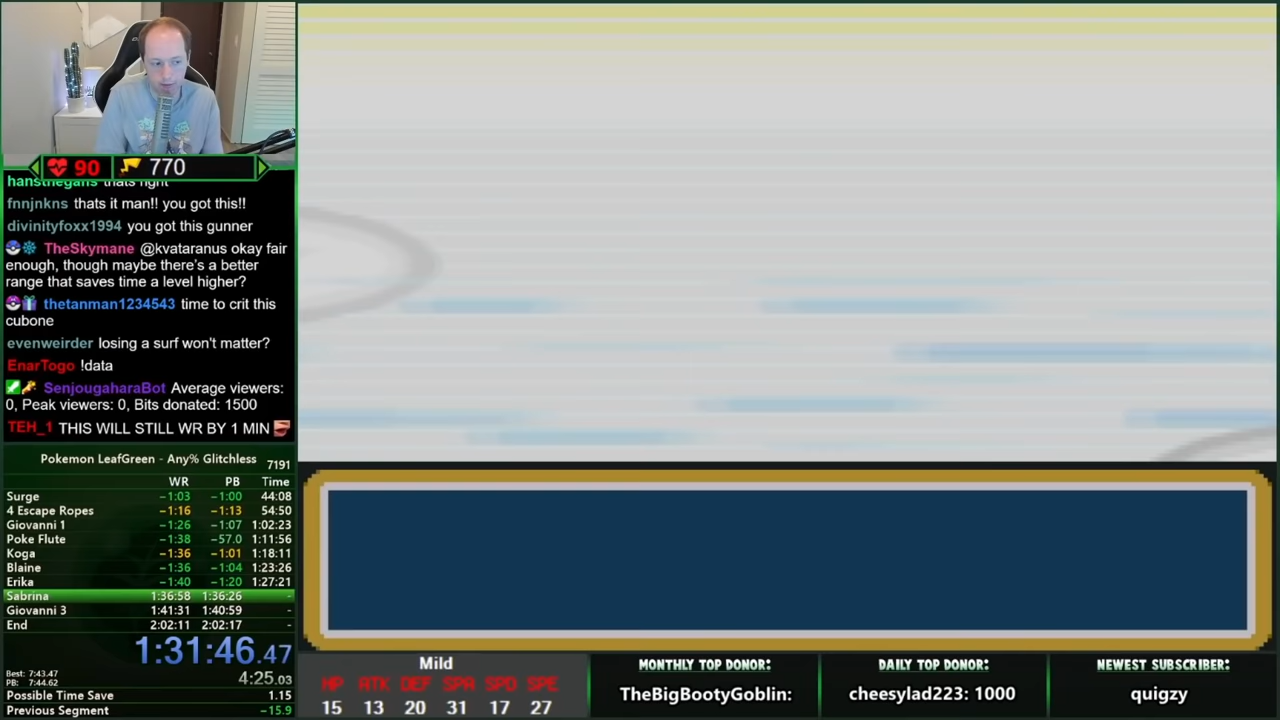 90 770
hansthegans thats right
fnnjnkns thats it man!! you got this!!
divinityfoxx1994 you got this gunner
TheSkymane @kvataranus okay fair
enough, though maybe there's a better
range that saves time a level higher?
thetanman1234543 time to crit this
cubone
evenweirder losing a surf won't matter?
EnarTogo !data
SenjougaharaBot Average viewers:
0, Peak viewers: 0, Bits donated: 1500
TEH_1 THIS WILL STILL WR BY 1 MIN
Pokemon LeafGreen - Any% Glitchless 7191
WR PB Time
Surge −1:03 −1:00 44:08
4 Escape Ropes −1:16 −1:13 54:50
Giovanni 1 −1:26 −1:07 1:02:23
Poke Flute −1:38 −57.0 1:11:56
Koga −1:36 −1:01 1:18:11
Blaine −1:36 −1:04 1:23:26
Erika −1:40 −1:20 1:27:21
Sabrina 1:36:58 1:36:26 -
Giovanni 3 1:41:31 1:40:59 -
End 2:02:11 2:02:17 -
1:31:46.47
Best: 7:43.47
PB: 7:44.62
4:25.03
Possible Time Save 1.15
Previous Segment −15.9
Mild
HP ATK DEF SPA SPD SPE
15 13 20 31 17 27
MONTHLY TOP DONOR:
TheBigBootyGoblin:
DAILY TOP DONOR:
cheesylad223: 1000
NEWEST SUBSCRIBER:
quigzy